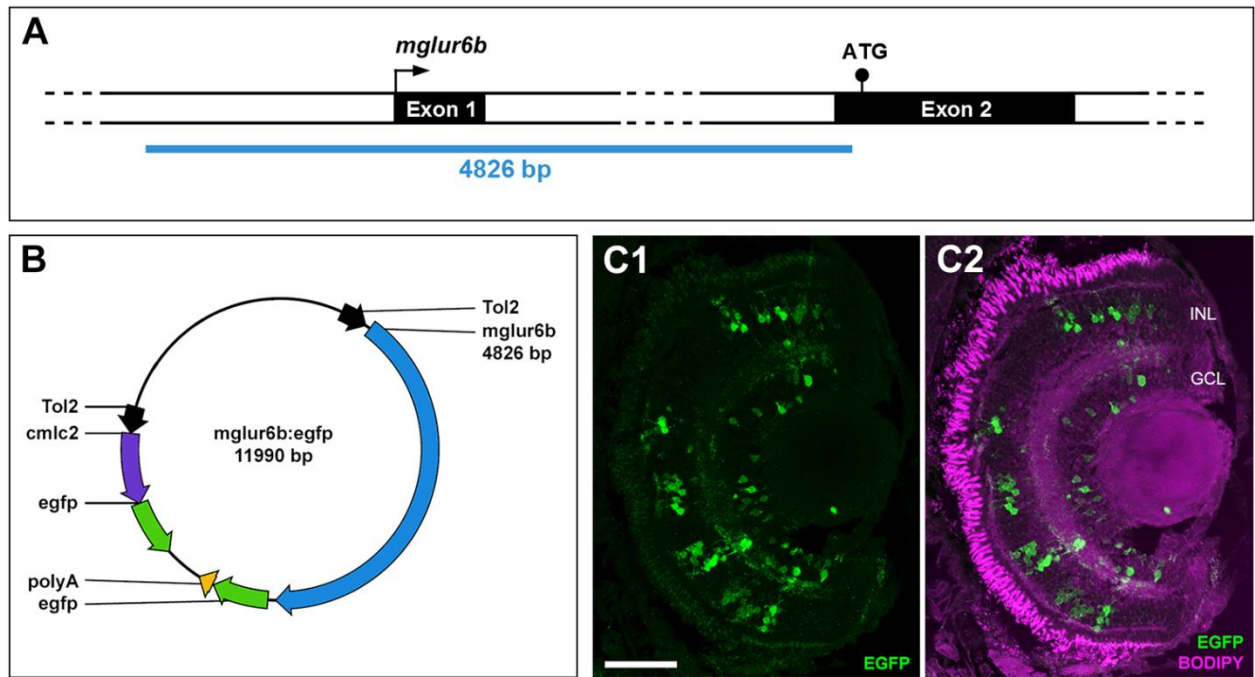 A
mglur6b
ATG
Exon 1
Exon 2
4826 bp
B
Tol2
mglur6b
4826 bp
Tol2
cmlc2
mglur6b:egfp
11990 bp
egfp
polyA
egfp
C1
EGFP
C2
INL
GCL
EGFP
BODIPY